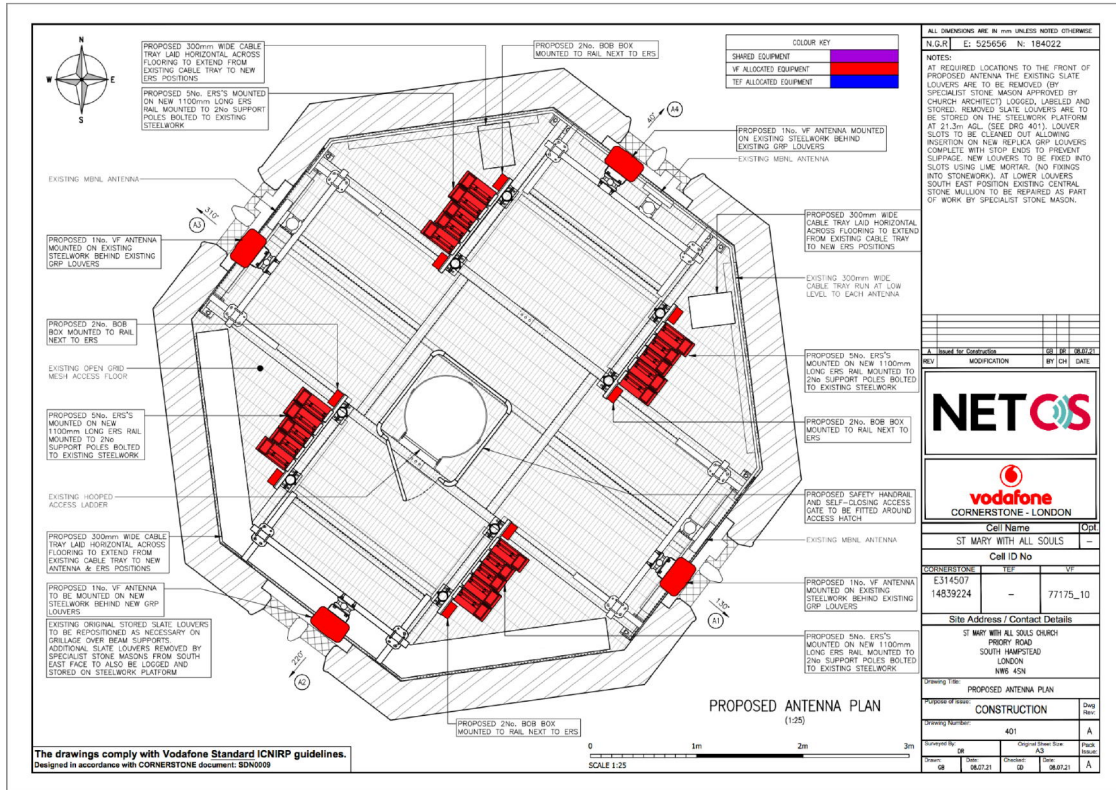 N
W
E
S
PROPOSED 300mm WIDE CABLE
TRAY LAID HORIZONTAL ACROSS
FLOORING TO EXTEND FROM
EXISTING CABLE TRAY TO NEW
ERS POSITIONS
PROPOSED 5No. ERS'S MOUNTED
ON NEW 1100mm LONG ERS
RAIL MOUNTED TO 2No SUPPORT
POLES BOLTED TO EXISTING
STEELWORK
EXISTING MBNL ANTENNA
310°
A3
PROPOSED 1No. VF ANTENNA
MOUNTED ON EXISTING
STEELWORK BEHIND EXISTING
GRP LOUVERS
PROPOSED 2No. BOB
BOX MOUNTED TO RAIL
NEXT TO ERS
EXISTING OPEN GRID
MESH ACCESS FLOOR
PROPOSED 5No. ERS'S
MOUNTED ON NEW
1100mm LONG ERS RAIL
MOUNTED TO 2No
SUPPORT POLES BOLTED
TO EXISTING STEELWORK
EXISTING HOOPED
ACCESS LADDER
PROPOSED 300mm WIDE CABLE
TRAY LAID HORIZONTAL ACROSS
FLOORING TO EXTEND FROM
EXISTING CABLE TRAY TO NEW
ANTENNA & ERS POSITIONS
PROPOSED 1No. VF ANTENNA
TO BE MOUNTED ON NEW
STEELWORK BEHIND NEW GRP
LOUVERS
EXISTING ORIGINAL STORED SLATE LOUVERS
TO BE REPOSITIONED AS NECESSARY ON
GRILLAGE OVER BEAM SUPPORTS.
ADDITIONAL SLATE LOUVERS REMOVED BY
SPECIALIST STONE MASONS FROM SOUTH
EAST FACE TO ALSO BE LOGGED AND
STORED ON STEELWORK PLATFORM
220°
A2
The drawings comply with Vodafone Standard ICNIRP guidelines.
Designed in accordance with CORNERSTONE document: SDN0009
PROPOSED 2No. BOB BOX
MOUNTED TO RAIL NEXT TO ERS
COLOUR KEY
SHARED EQUIPMENT
VF ALLOCATED EQUIPMENT
TEF ALLOCATED EQUIPMENT
40°
A4
PROPOSED 1No. VF ANTENNA MOUNTED
ON EXISTING STEELWORK BEHIND
EXISTING GRP LOUVERS
EXISTING MBNL ANTENNA
PROPOSED 300mm WIDE
CABLE TRAY LAID HORIZONTAL
ACROSS FLOORING TO EXTEND
FROM EXISTING CABLE TRAY
TO NEW ERS POSITIONS
EXISTING 300mm WIDE
CABLE TRAY RUN AT LOW
LEVEL TO EACH ANTENNA
PROPOSED 5No. ERS'S
MOUNTED ON NEW 1100mm
LONG ERS RAIL MOUNTED TO
2No SUPPORT POLES BOLTED
TO EXISTING STEELWORK
PROPOSED 2No. BOB BOX
MOUNTED TO RAIL NEXT TO
ERS
PROPOSED SAFETY HANDRAIL
AND SELF-CLOSING ACCESS
GATE TO BE FITTED AROUND
ACCESS HATCH
EXISTING MBNL ANTENNA
PROPOSED 1No. VF ANTENNA
MOUNTED ON EXISTING
STEELWORK BEHIND EXISTING
GRP LOUVERS
130°
A1
PROPOSED 5No. ERS'S
MOUNTED ON NEW 1100mm
LONG ERS RAIL MOUNTED TO
2No SUPPORT POLES BOLTED
TO EXISTING STEELWORK
PROPOSED 2No. BOB BOX
MOUNTED TO RAIL NEXT TO ERS
PROPOSED ANTENNA PLAN
(1:25)
0 1m 2m 3m
SCALE 1:25
ALL DIMENSIONS ARE IN mm UNLESS NOTED OTHERWISE
N.G.R E: 525656 N: 184022
NOTES:
AT REQUIRED LOCATIONS TO THE FRONT OF
PROPOSED ANTENNA THE EXISTING SLATE
LOUVERS ARE TO BE REMOVED (BY
SPECIALIST STONE MASON APPROVED BY
CHURCH ARCHITECT) LOGGED, LABELED AND
STORED. REMOVED SLATE LOUVERS ARE TO
BE STORED ON THE STEELWORK PLATFORM
AT 21.3m AGL. (SEE DRG 401). LOUVER
SLOTS TO BE CLEANED OUT ALLOWING
INSERTION ON NEW REPLICA GRP LOUVERS
COMPLETE WITH STOP ENDS TO PREVENT
SLIPPAGE. NEW LOUVERS TO BE FIXED INTO
SLOTS USING LIME MORTAR. (NO FIXINGS
INTO STONEWORK). AT LOWER LOUVERS
SOUTH EAST POSITION EXISTING CENTRAL
STONE MULLION TO BE REPAIRED AS PART
OF WORK BY SPECIALIST STONE MASON.
A Issued for Construction GB DR 08.07.21
REV MODIFICATION BY CH DATE
NETCOS
vodafone
CORNERSTONE - LONDON
Cell Name Opt.
ST MARY WITH ALL SOULS –
Cell ID No
CORNERSTONE TEF VF
E314507
14839224 – 77175_10
Site Address / Contact Details
ST MARY WITH ALL SOULS CHURCH
PRIORY ROAD
SOUTH HAMPSTEAD
LONDON
NW6 4SN
Drawing Title:
PROPOSED ANTENNA PLAN
Purpose of issue: Dwg Rev:
CONSTRUCTION
Drawing Number:
401 A
Surveyed By: Original Sheet Size: Pack Issue:
DR A3
Drawn: Date: Checked: Date:
GB 08.07.21 GD 08.07.21 A